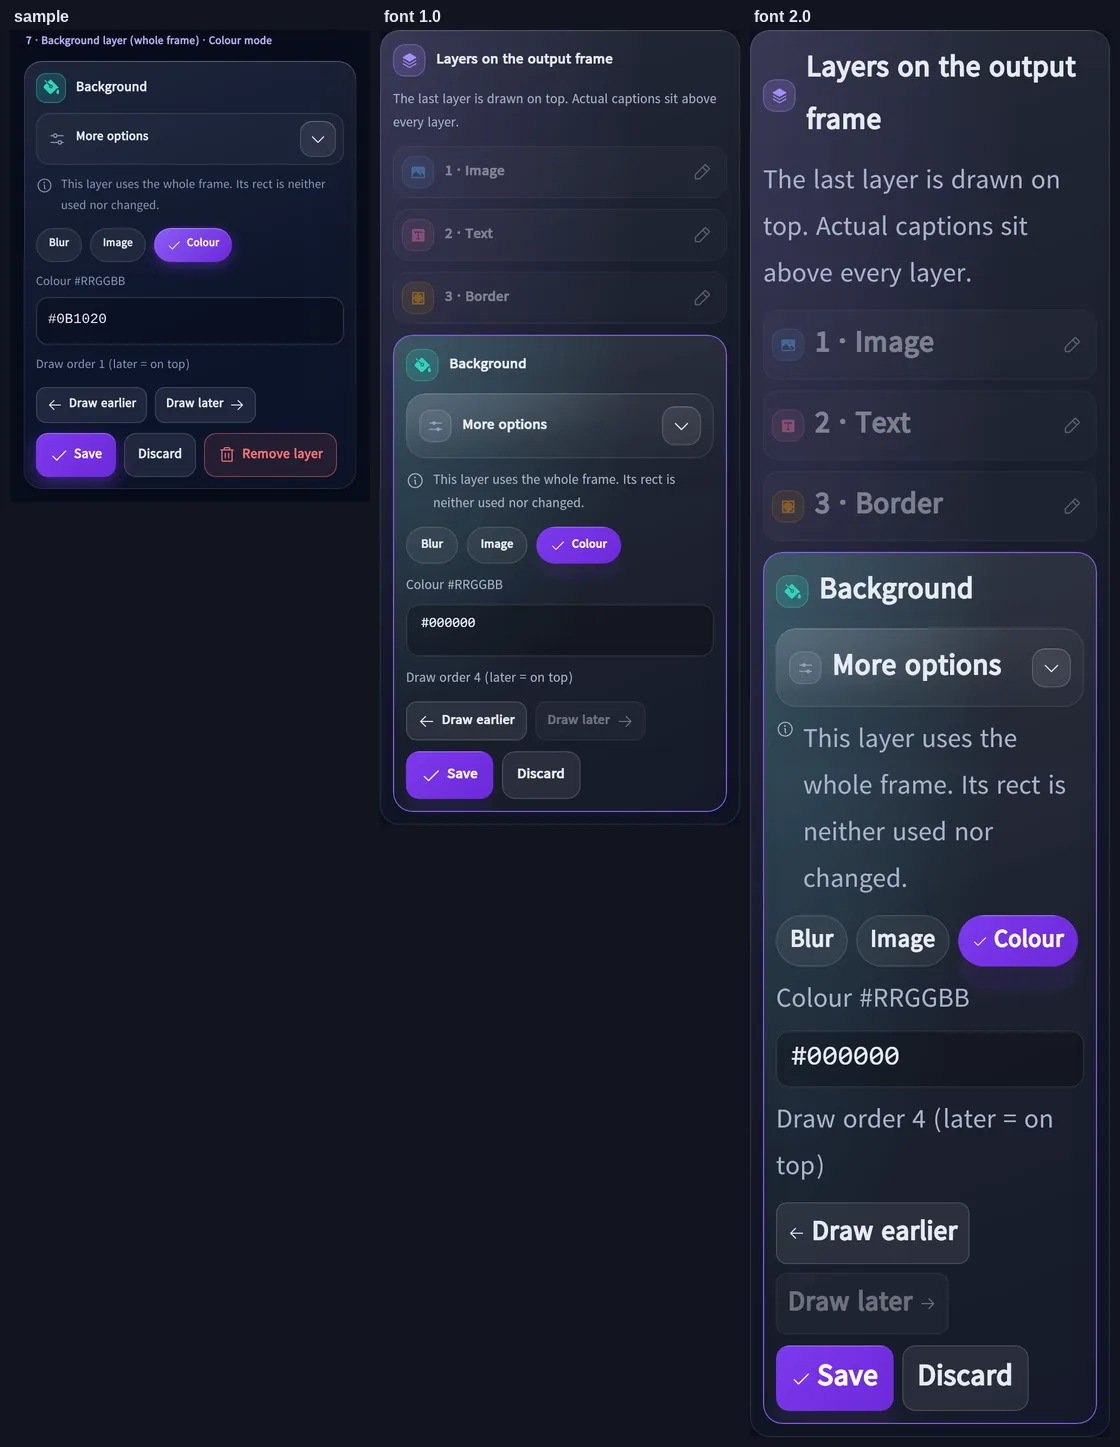 sample
7 · Background layer (whole frame) · Colour mode
Background
More options
This layer uses the whole frame. Its rect is neither
used nor changed.
Blur
Image
Colour
Colour #RRGGBB
#0B1020
Draw order 1 (later = on top)
Draw earlier
Draw later
Save
Discard
Remove layer
font 1.0
Layers on the output frame
The last layer is drawn on top. Actual captions sit above
every layer.
1 · Image
2 · Text
3 · Border
Background
More options
This layer uses the whole frame. Its rect is
neither used nor changed.
Blur
Image
Colour
Colour #RRGGBB
#000000
Draw order 4 (later = on top)
Draw earlier
Draw later
Save
Discard
font 2.0
Layers on the output
frame
The last layer is drawn on
top. Actual captions sit
above every layer.
1 · Image
2 · Text
3 · Border
Background
More options
This layer uses the
whole frame. Its rect is
neither used nor
changed.
Blur
Image
Colour
Colour #RRGGBB
#000000
Draw order 4 (later = on
top)
Draw earlier
Draw later
Save
Discard